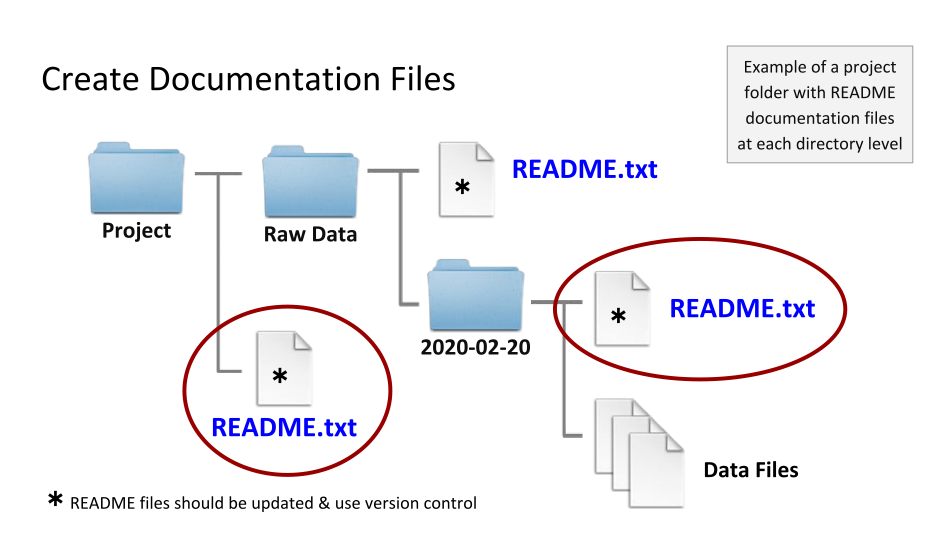 Create Documentation Files
Example of a project
folder with README
documentation files
at each directory level
Project
Raw Data
*
README.txt
2020-02-20
*
README.txt
*
README.txt
Data Files
* README files should be updated & use version control